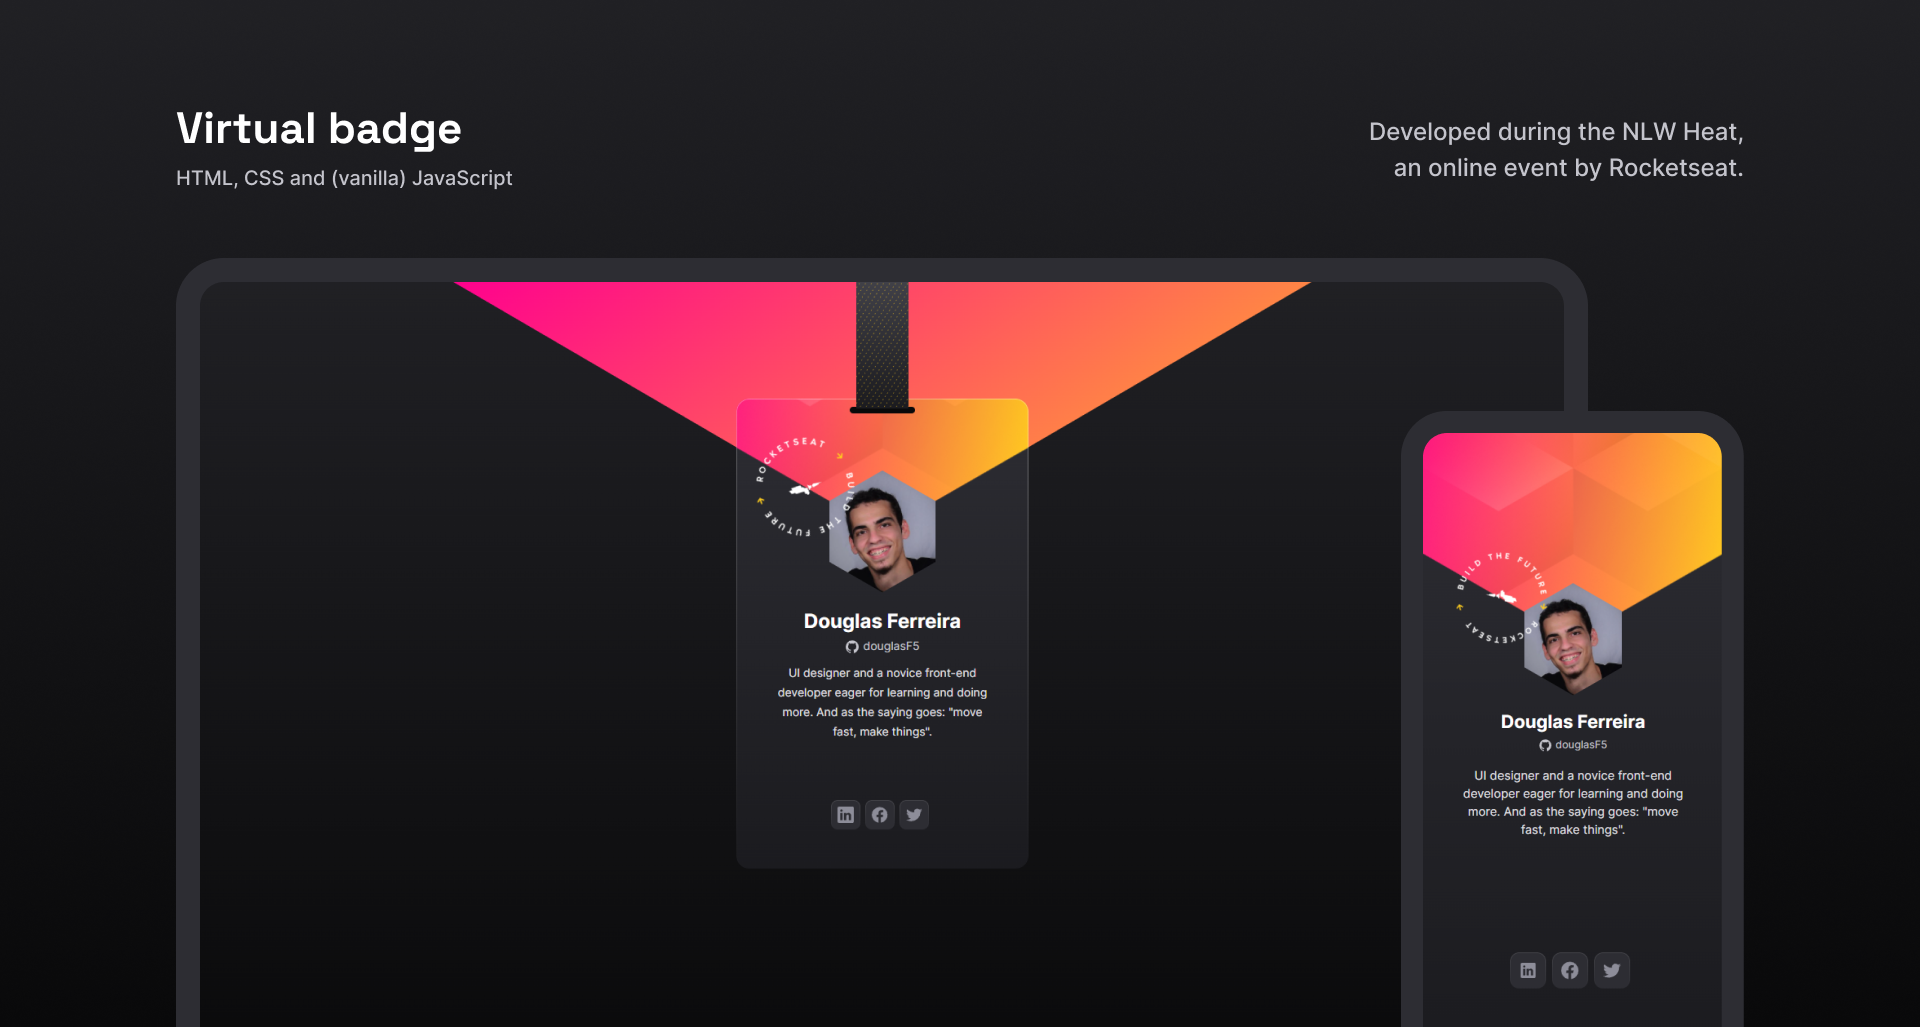 Virtual badge
HTML, CSS and (vanilla) JavaScript
Developed during the NLW Heat,
an online event by Rocketseat.
ROCKETSEAT
BUILD THE FUTURE
Douglas Ferreira
douglasF5
UI designer and a novice front-end
developer eager for learning and doing
more. And as the saying goes: "move
fast, make things".
in
BUILD THE FUTURE
ROCKETSEAT
Douglas Ferreira
douglasF5
UI designer and a novice front-end
developer eager for learning and doing
more. And as the saying goes: "move
fast, make things".
in